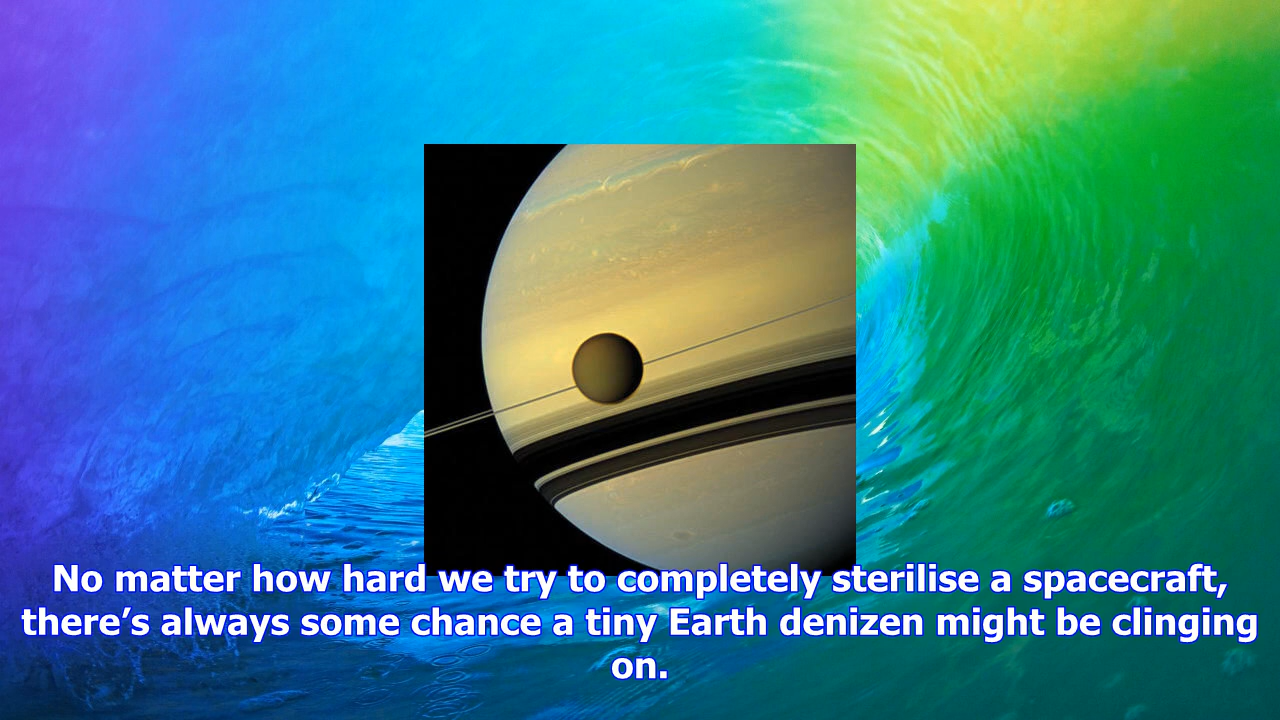 No matter how hard we try to completely sterilise a spacecraft,
there’s always some chance a tiny Earth denizen might be clinging
on.